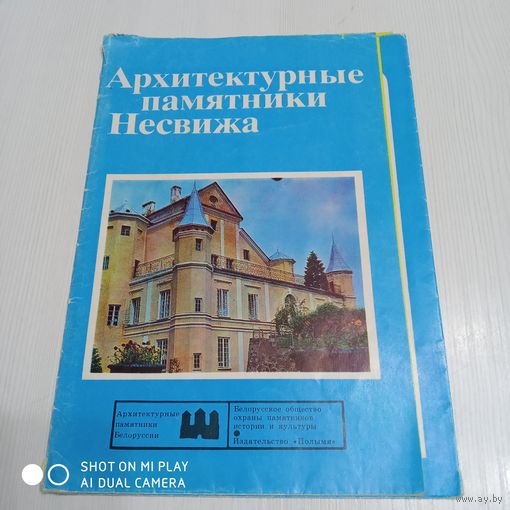 Архитектурные
памятники
Несвижа
Архитектурные
памятники
Белоруссии
Белорусское общество
охраны памятников
истории и культуры
Издательство «Полымя»
SHOT ON MI PLAY
AI DUAL CAMERA
www.ay.by